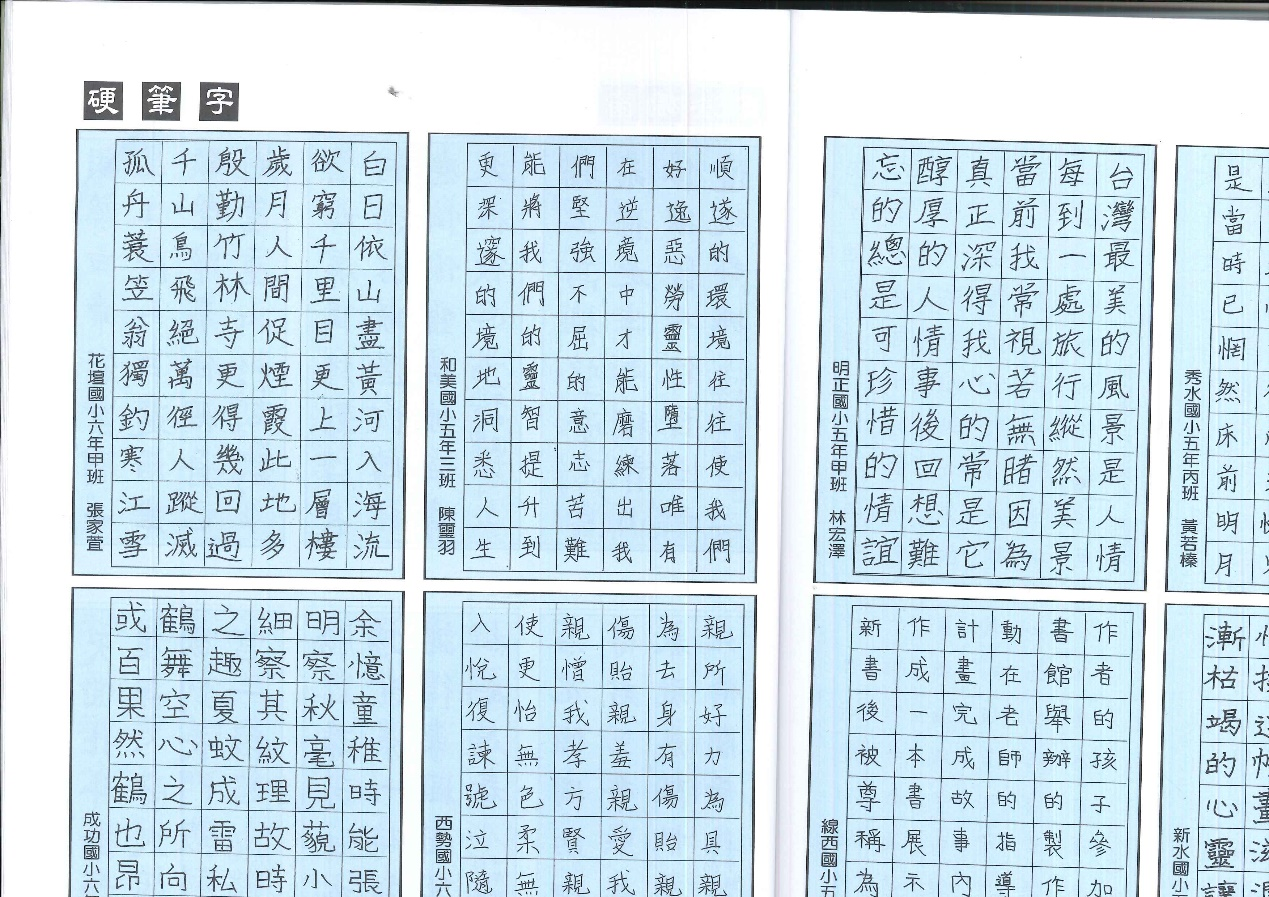 硬筆字
白日依山盡黃河入海流
欲窮千里目更上一層樓
歲月人間促煙霞此地多
殷勤竹林寺更得幾回過
千山鳥飛絕萬徑人蹤滅
孤舟蓑笠翁獨釣寒江雪
花壇國小六年甲班 張家萱
順遂的環境往往使我們
好逸惡勞靈性墮落唯有
在逆境中才能磨練出我
們堅強不屈的意志苦難
能將我們的靈智提升到
更深邃的境地洞悉人生
和美國小五年三班 陳璽羽
台灣最美的風景是人情
每到一處旅行縱然美景
當前我常視若無睹因為
真正深得我心的常是它
醇厚的人情事後回想難
忘的總是可珍惜的情誼
明正國小五年甲班 林宏澤
是當時已惘然床前明月
秀水國小五年丙班 黃若榛
余憶童稚時能張
明察秋毫見藐小
細察其紋理故時
之趣夏蚊成雷私
鶴舞空心之所向
或百果然鶴也昂
成功國小六
親所好力為具親
為去身有傷貽親
傷貽親羞親愛我
親憎我孝方賢親
使更怡無色柔無
入悅復諫號泣隨
西勢國小六
作者的孩子參加
書館舉辦的製作
動在老師的指導
計畫完成故事內
作成一本書展示
新書後被尊稱為
線西國小五
漸枯竭的心靈讓
新水國小